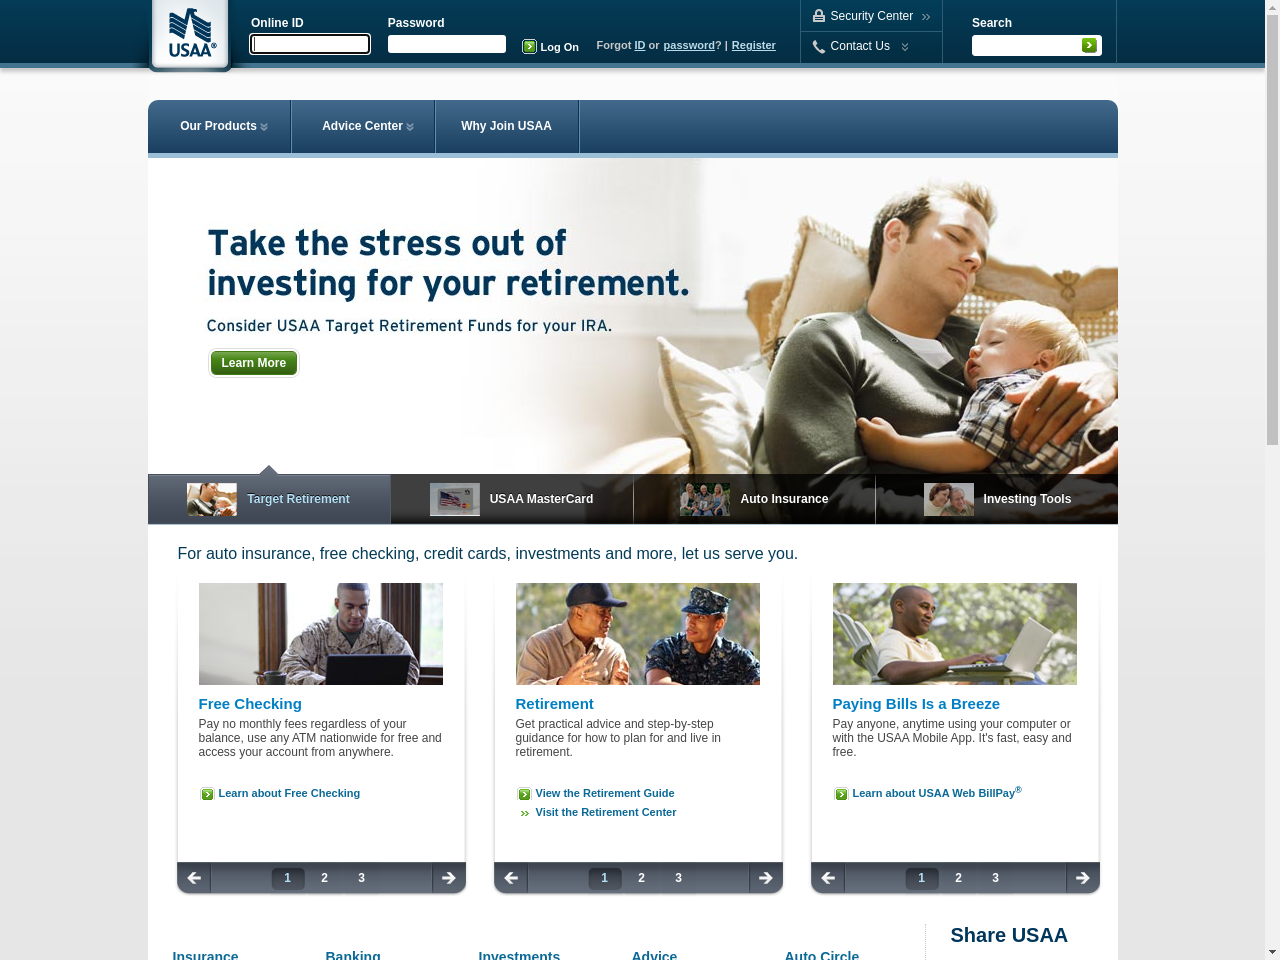 Online ID
Password
Security Center
Search
USAA®
Log On
Forgot ID or password? | Register
Contact Us
Our Products
Advice Center
Why Join USAA
Take the stress out of
investing for your retirement.
Consider USAA Target Retirement Funds for your IRA.
Learn More
Target Retirement
USAA MasterCard
Auto Insurance
Investing Tools
For auto insurance, free checking, credit cards, investments and more, let us serve you.
Free Checking
Pay no monthly fees regardless of your
balance, use any ATM nationwide for free and
access your account from anywhere.
Learn about Free Checking
1 2 3
Retirement
Get practical advice and step-by-step
guidance for how to plan for and live in
retirement.
View the Retirement Guide
Visit the Retirement Center
1 2 3
Paying Bills Is a Breeze
Pay anyone, anytime using your computer or
with the USAA Mobile App. It's fast, easy and
free.
Learn about USAA Web BillPay®
1 2 3
Insurance
Banking
Investments
Advice
Auto Circle
Share USAA